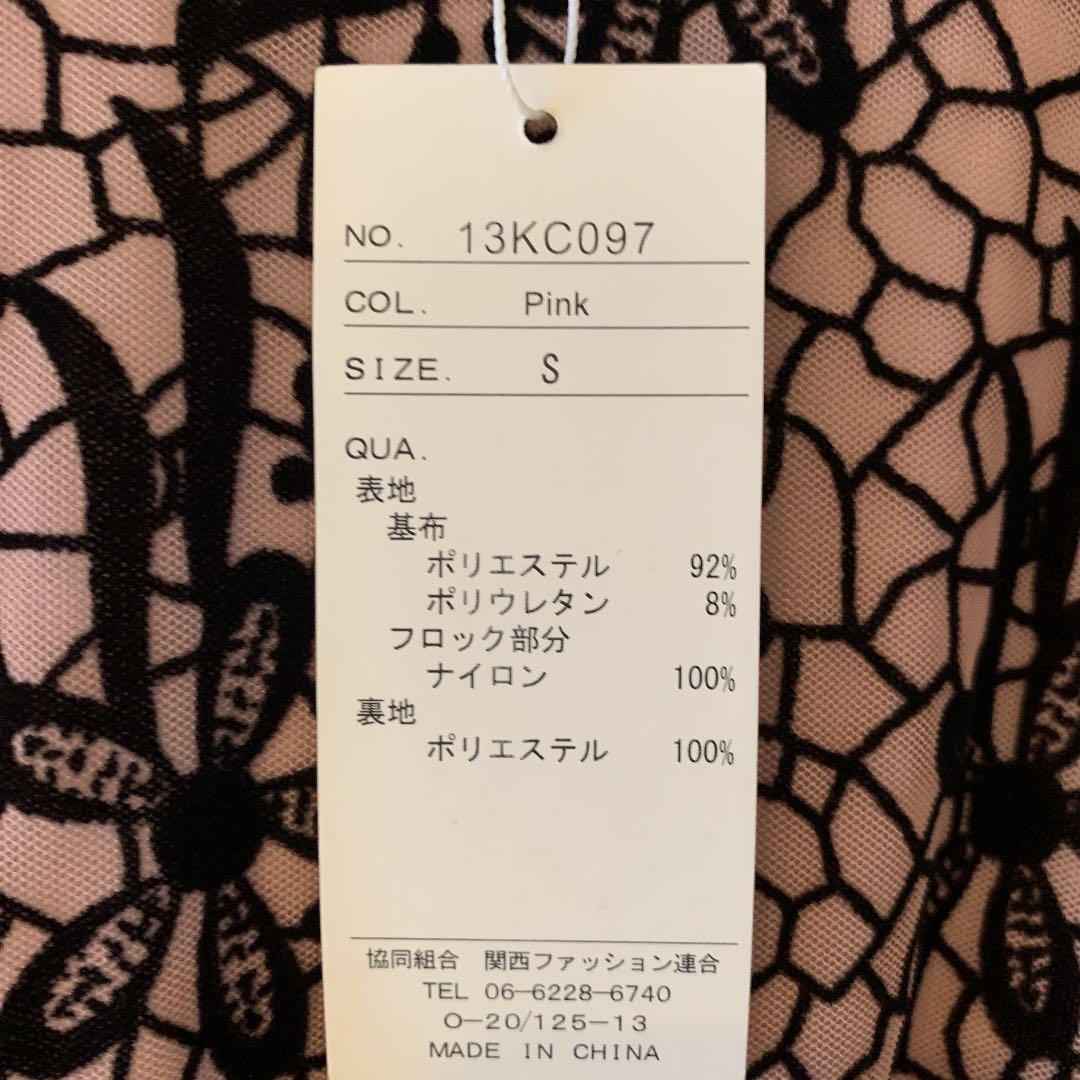 NO. 13KC097
COL. Pink
SIZE. S
QUA.
表地
基布
ポリエステル 92%
ポリウレタン 8%
フロック部分
ナイロン 100%
裏地
ポリエステル 100%
協同組合 関西ファッション連合
TEL 06-6228-6740
O-20/125-13
MADE IN CHINA